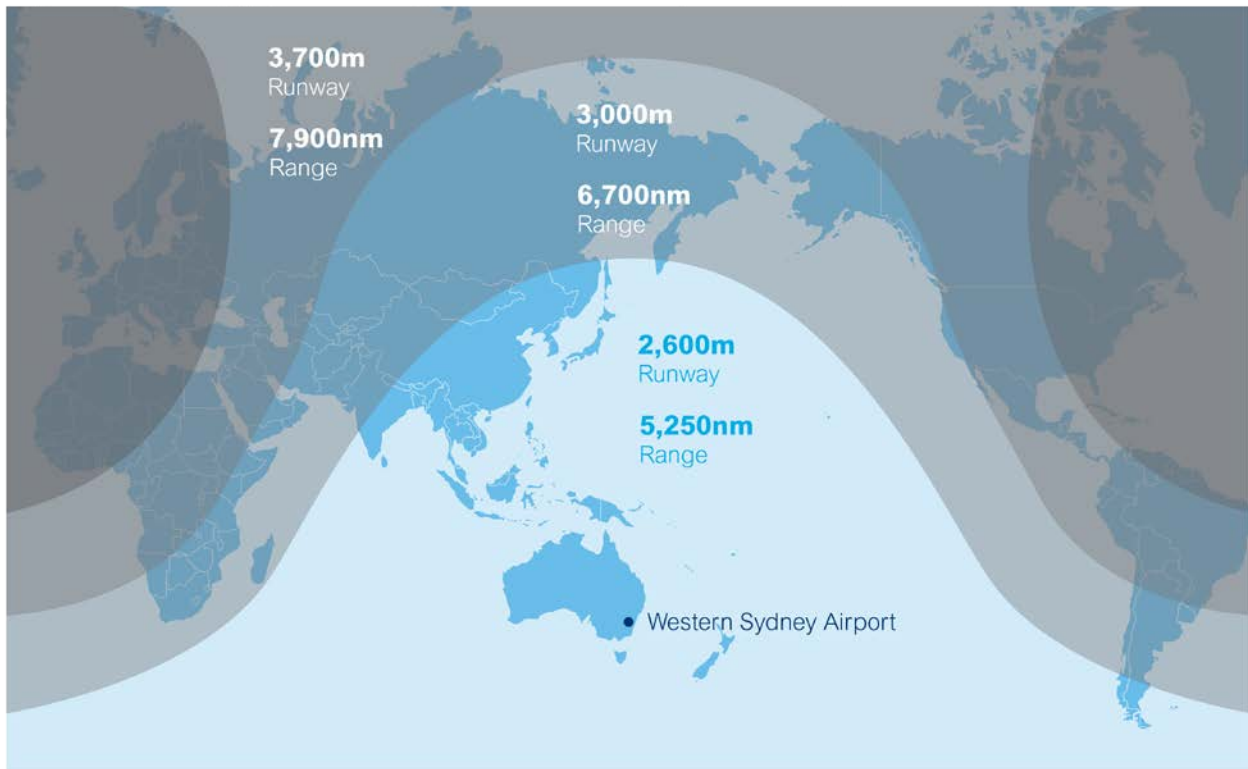 3,700m
Runway
7,900nm
Range
3,000m
Runway
6,700nm
Range
2,600m
Runway
5,250nm
Range
Western Sydney Airport